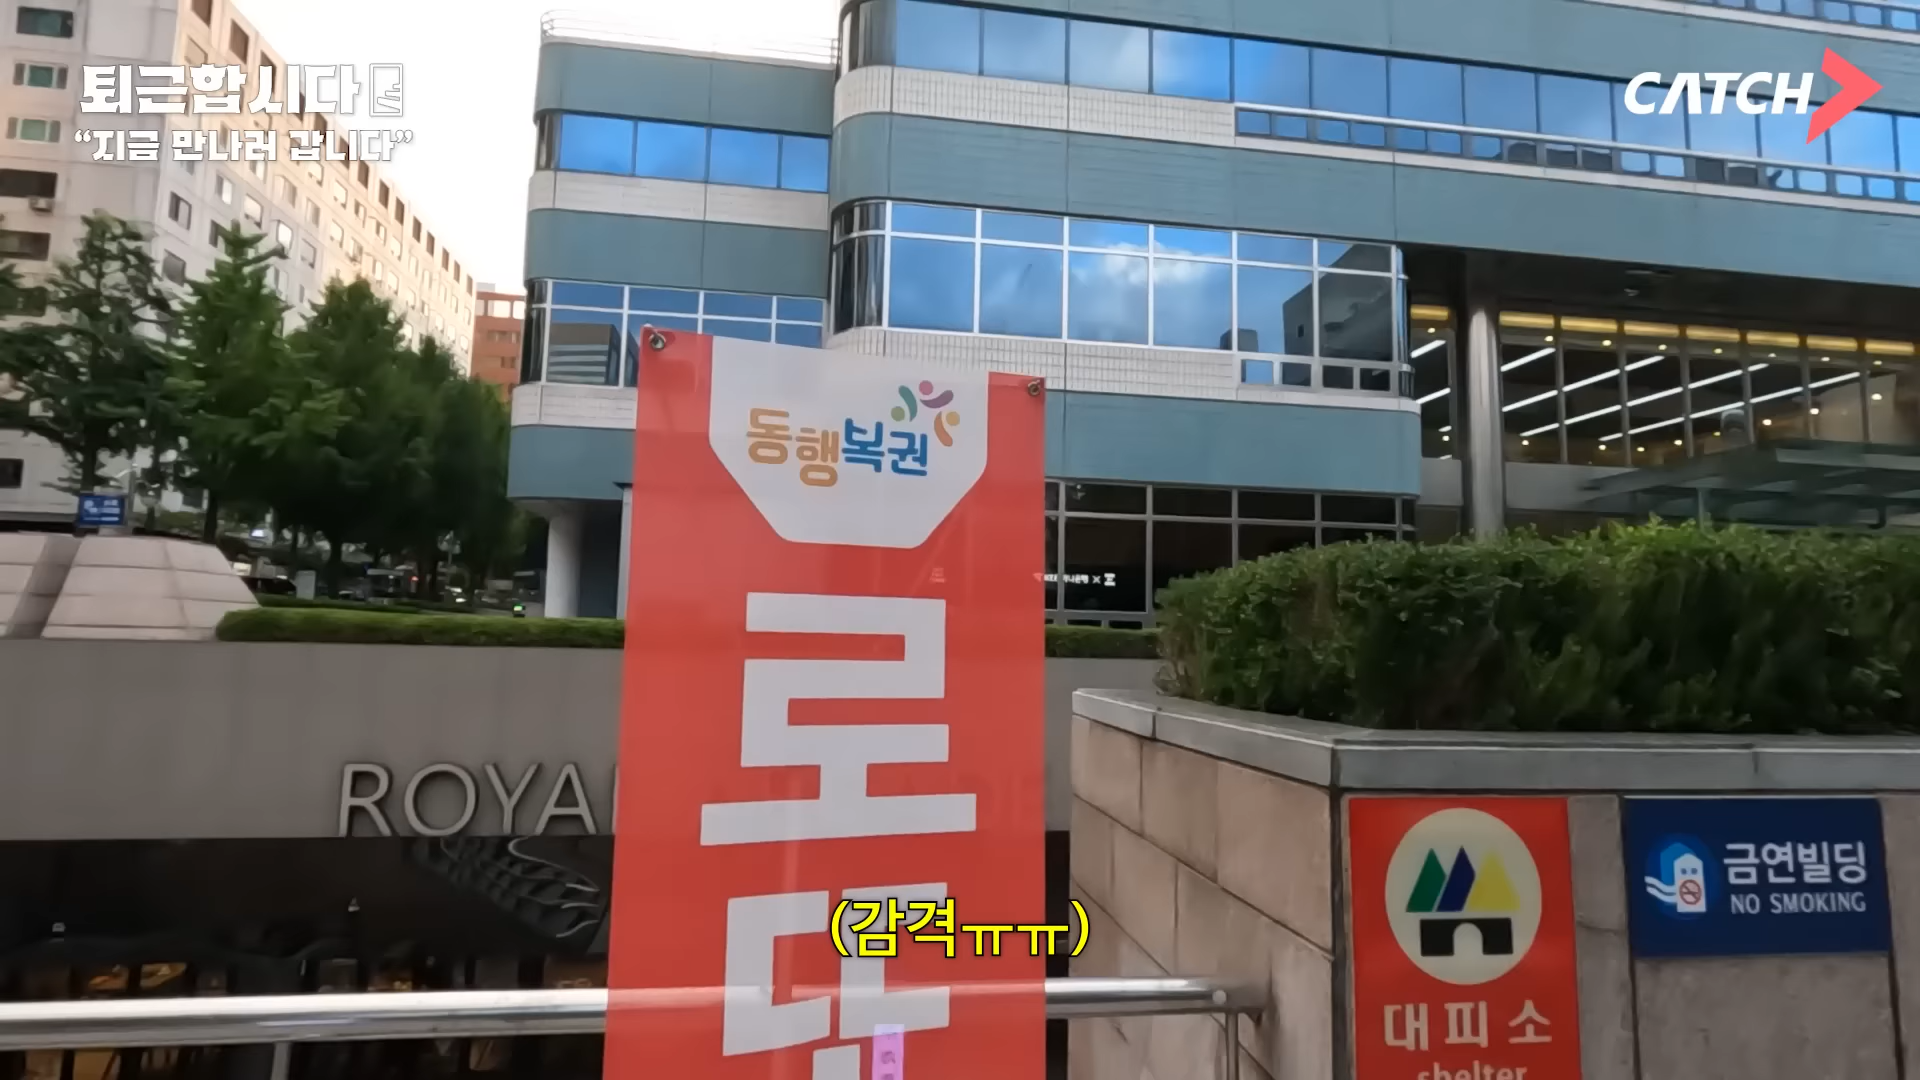 퇴근합시다
“지금 만나러 갑니다”
CATCH
동행복권
로또
ROYA
(감격ㅠㅠ)
금연빌딩
NO SMOKING
대피소
shelter